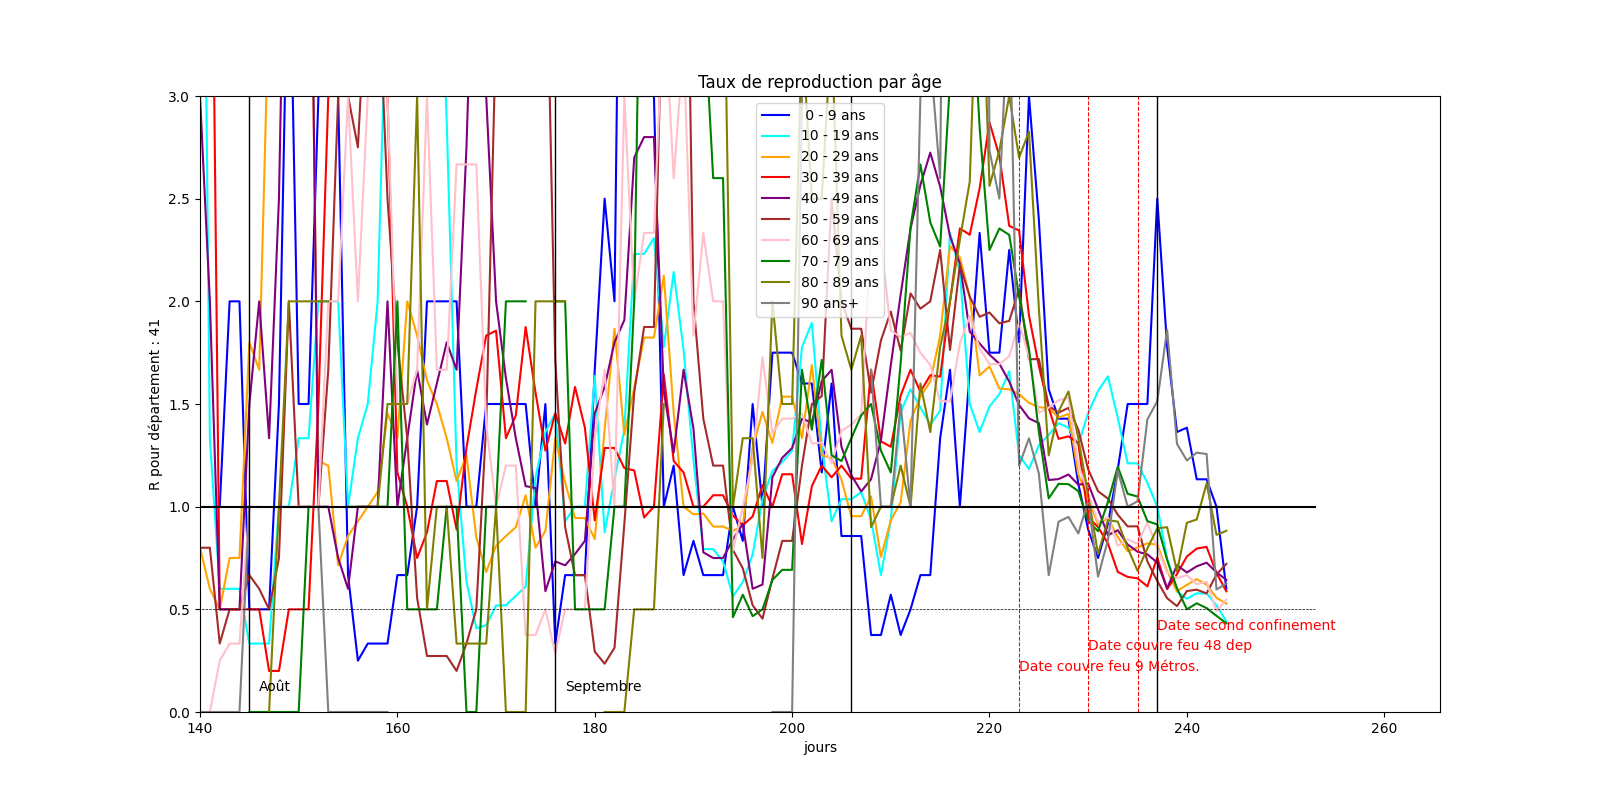 Taux de reproduction par âge
R pour département : 41
3.0
2.5
2.0
1.5
1.0
0.5
0.0
0 - 9 ans
10 - 19 ans
20 - 29 ans
30 - 39 ans
40 - 49 ans
50 - 59 ans
60 - 69 ans
70 - 79 ans
80 - 89 ans
90 ans+
Date second confinement
Date couvre feu 48 dep
Date couvre feu 9 Métros.
Août
Septembre
140
160
180
200
220
240
260
jours